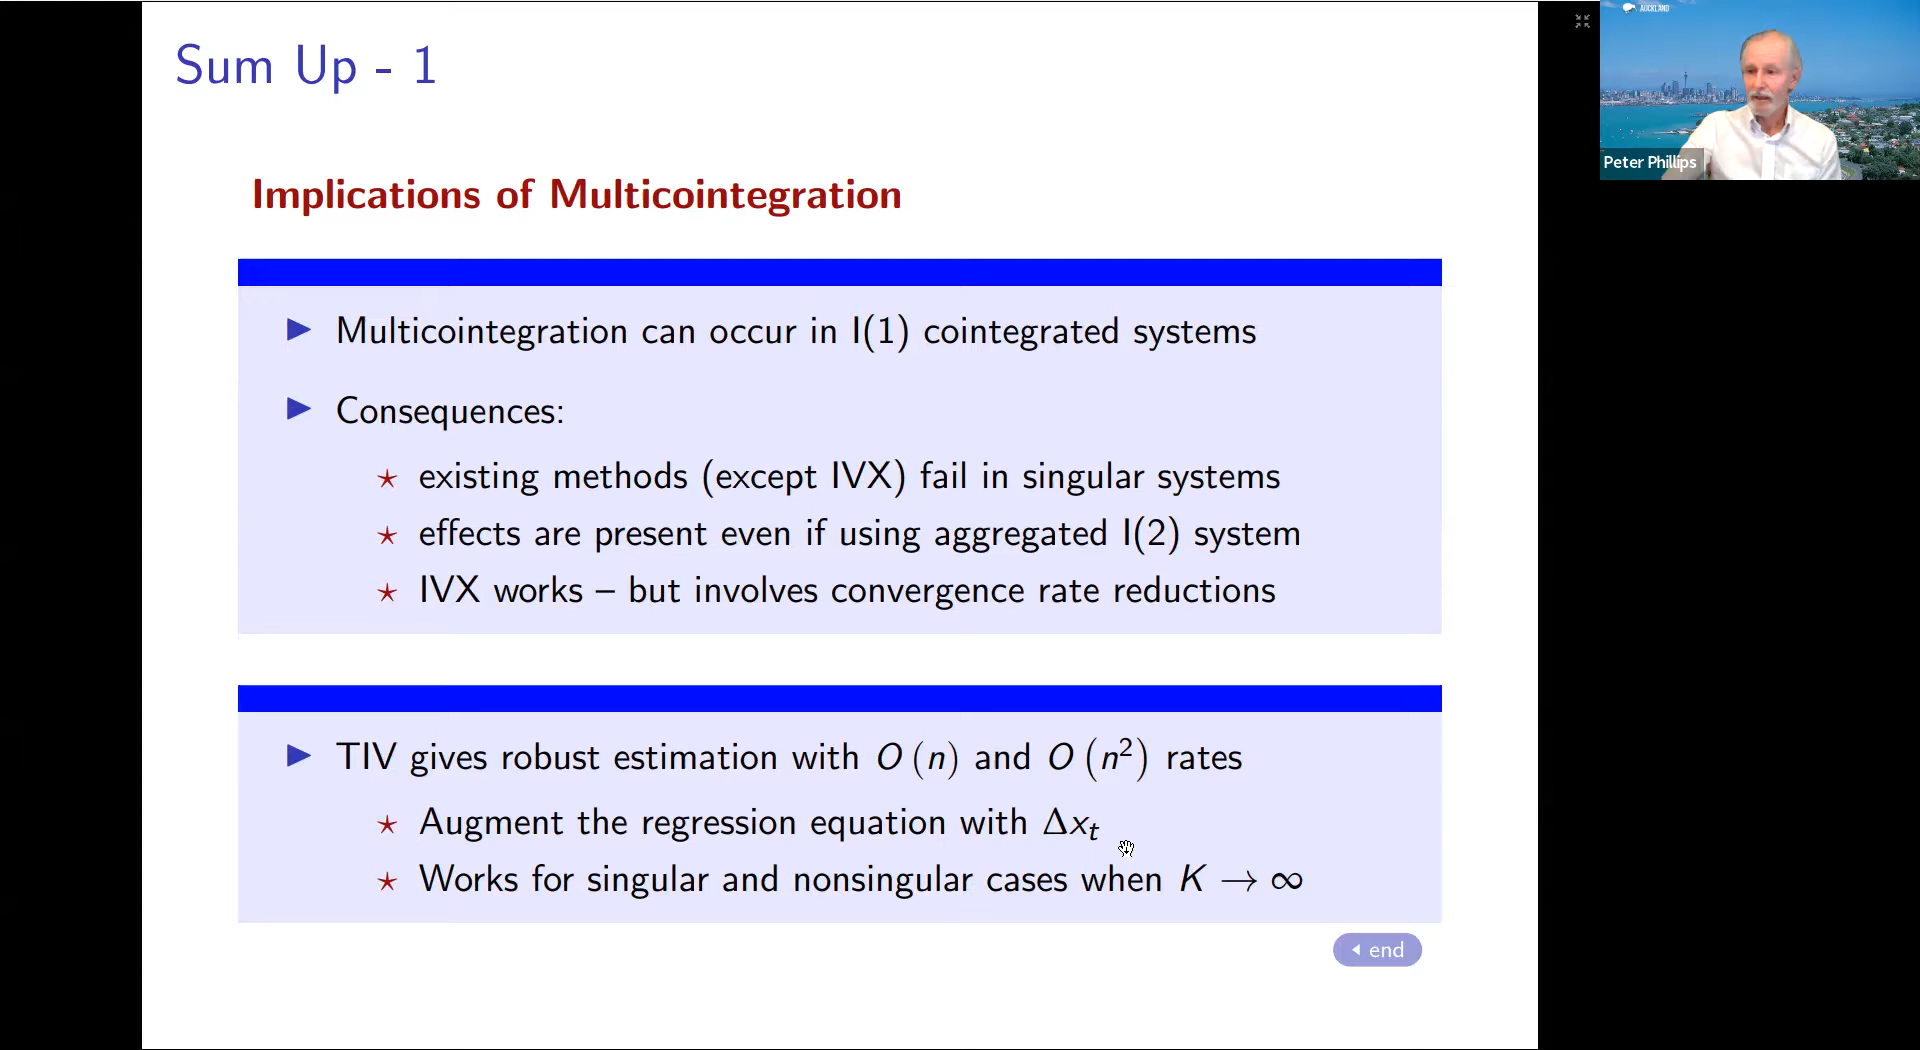 Sum Up - 1
AUCKLAND
Peter Phillips
Implications of Multicointegration
▶ Multicointegration can occur in I(1) cointegrated systems
▶ Consequences:
⋆ existing methods (except IVX) fail in singular systems
⋆ effects are present even if using aggregated I(2) system
⋆ IVX works – but involves convergence rate reductions
▶ TIV gives robust estimation with O (n) and O (n²) rates
⋆ Augment the regression equation with Δxₜ
⋆ Works for singular and nonsingular cases when K → ∞
end